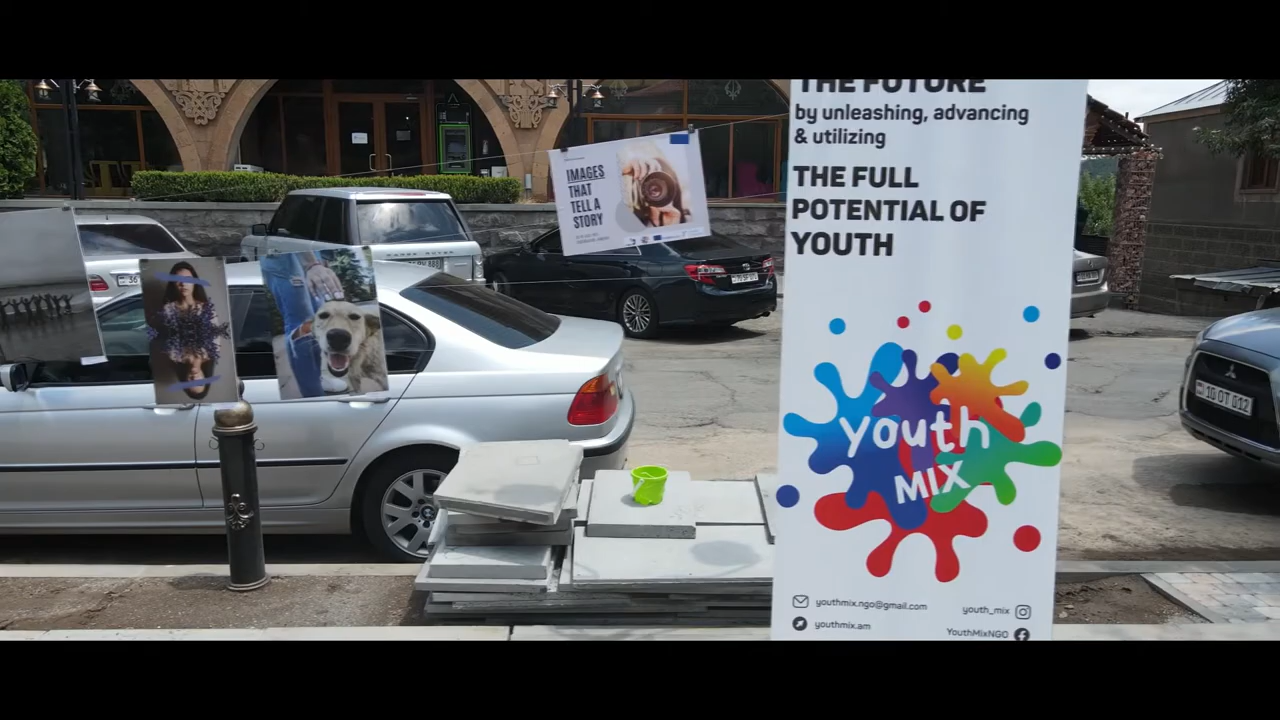 THE FUTURE
by unleashing, advancing
& utilizing
THE FULL
POTENTIAL OF
YOUTH
IMAGES
THAT
TELL A
STORY
youth
MIX
youthmix.ngo@gmail.com
youth_mix
youthmix.am
YouthMixNGO
10 OT 012